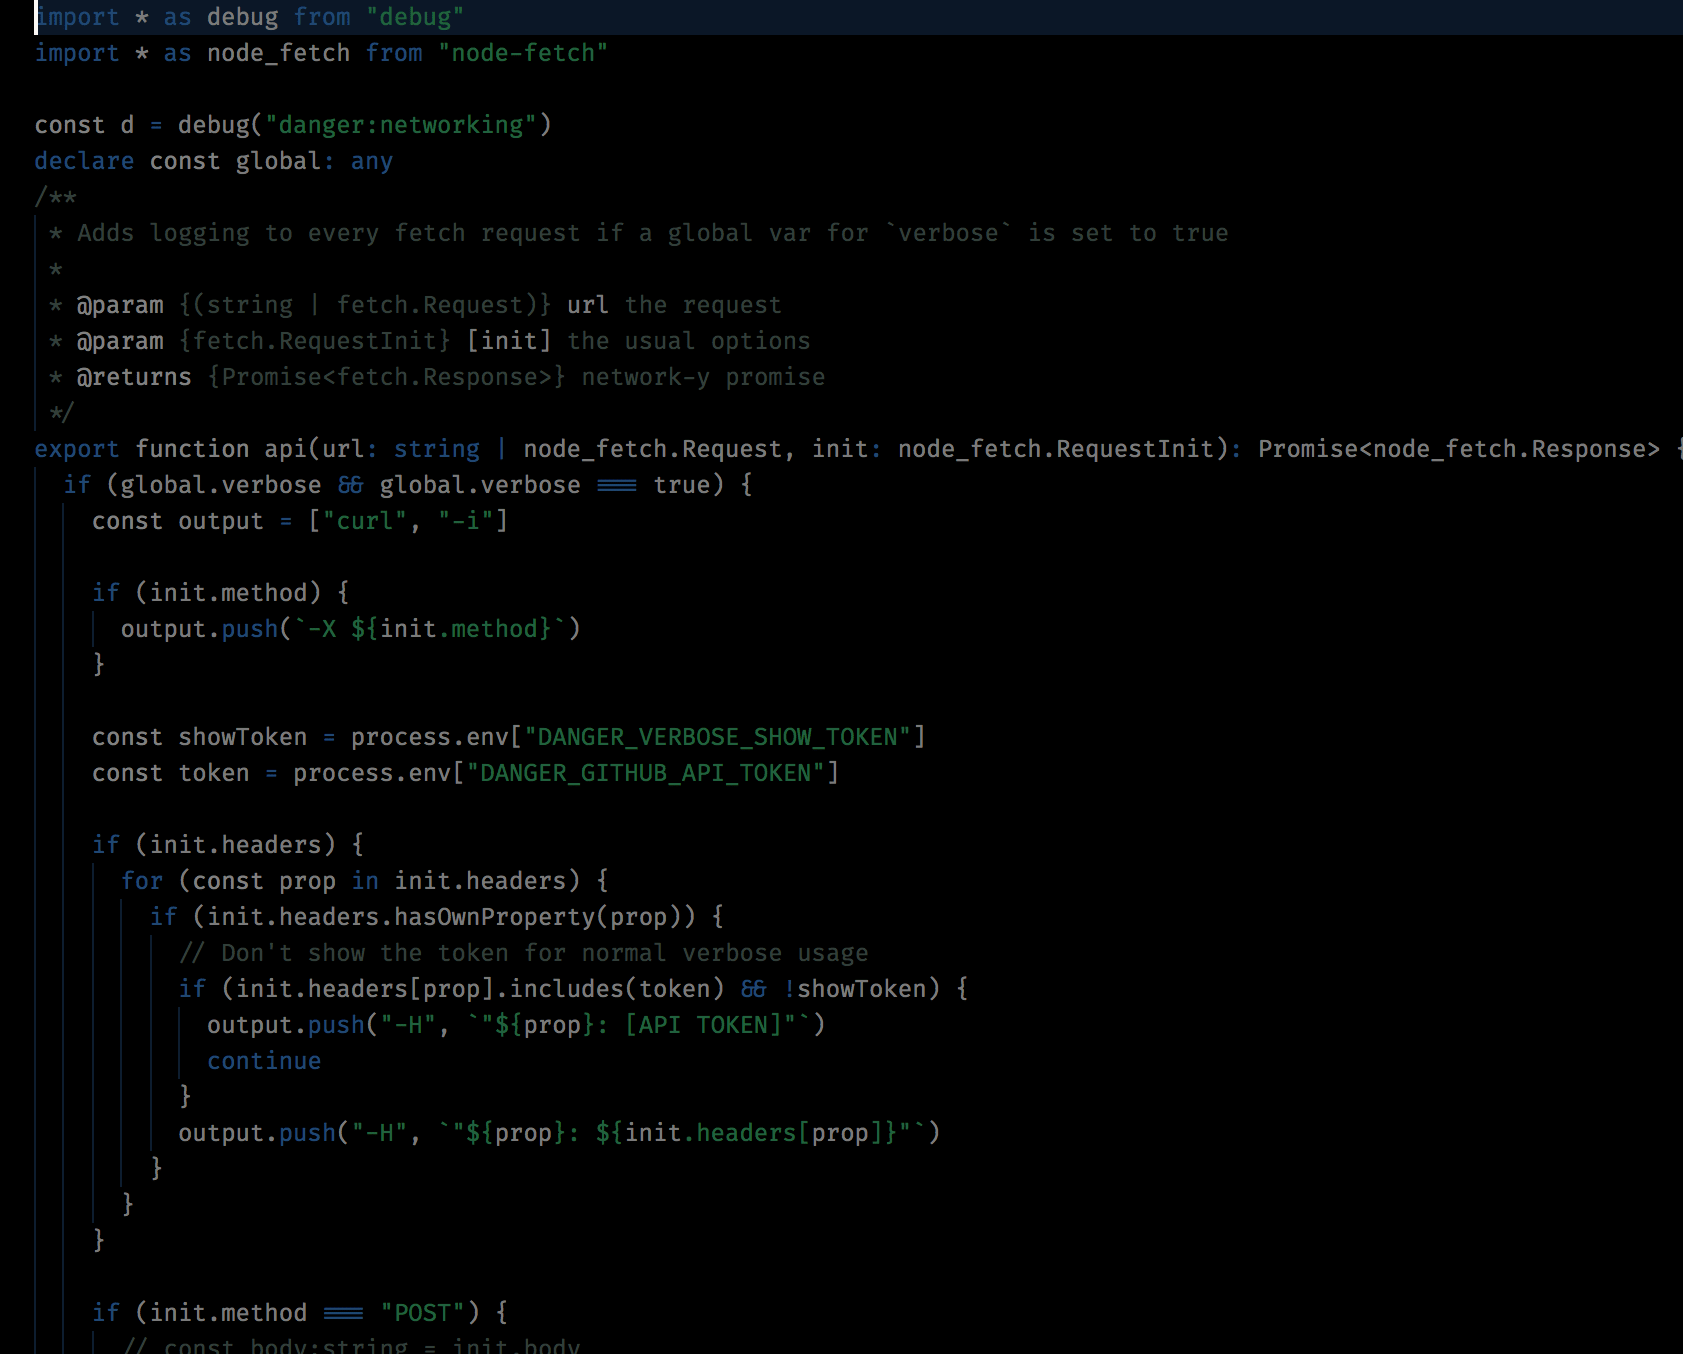 import * as debug from "debug"
import * as node_fetch from "node-fetch"
const d = debug("danger:networking")
declare const global: any
/**
* Adds logging to every fetch request if a global var for `verbose` is set to true
*
* @param {(string | fetch.Request)} url the request
* @param {fetch.RequestInit} [init] the usual options
* @returns {Promise<fetch.Response>} network-y promise
*/
export function api(url: string | node_fetch.Request, init: node_fetch.RequestInit): Promise<node_fetch.Response> {
if (global.verbose && global.verbose === true) {
const output = ["curl", "-i"]
if (init.method) {
output.push(`-X ${init.method}`)
}
const showToken = process.env["DANGER_VERBOSE_SHOW_TOKEN"]
const token = process.env["DANGER_GITHUB_API_TOKEN"]
if (init.headers) {
for (const prop in init.headers) {
if (init.headers.hasOwnProperty(prop)) {
// Don't show the token for normal verbose usage
if (init.headers[prop].includes(token) && !showToken) {
output.push("-H", `"${prop}: [API TOKEN]"`)
continue
}
output.push("-H", `"${prop}: ${init.headers[prop]}"`)
}
}
}
if (init.method === "POST") {
// const body:string = init.body